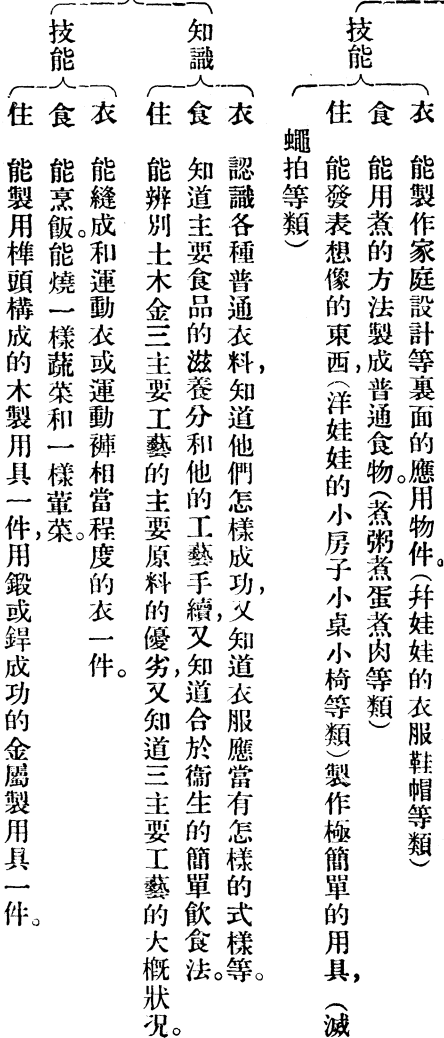 技能
衣　能製作家庭設計等裏面的應用物件。(幷娃娃的衣服鞋帽等類)
食　能用煮的方法製成普通食物。(煮粥煮蛋煮肉等類)
住　能發表想像的東西,(洋娃娃的小房子小桌小椅等類)製作極簡單的用具,(滅
蠅拍等類)
知識
衣　認識各種普通衣料,知道他們怎樣成功,又知道衣服應當有怎樣的式樣等。
食　知道主要食品的滋養分和他的工藝手續,又知道合於衞生的簡單飲食法。
住　能辨別土木金三主要工藝的主要原料的優劣,又知道三主要工藝的大槪狀況。
技能
衣　能縫成和運動衣或運動褲相當程度的衣一件。
食　能烹飯。能燒一樣蔬菜和一樣葷菜。
住　能製用榫頭構成的木製用具一件,用鍛或銲成功的金屬製用具一件。